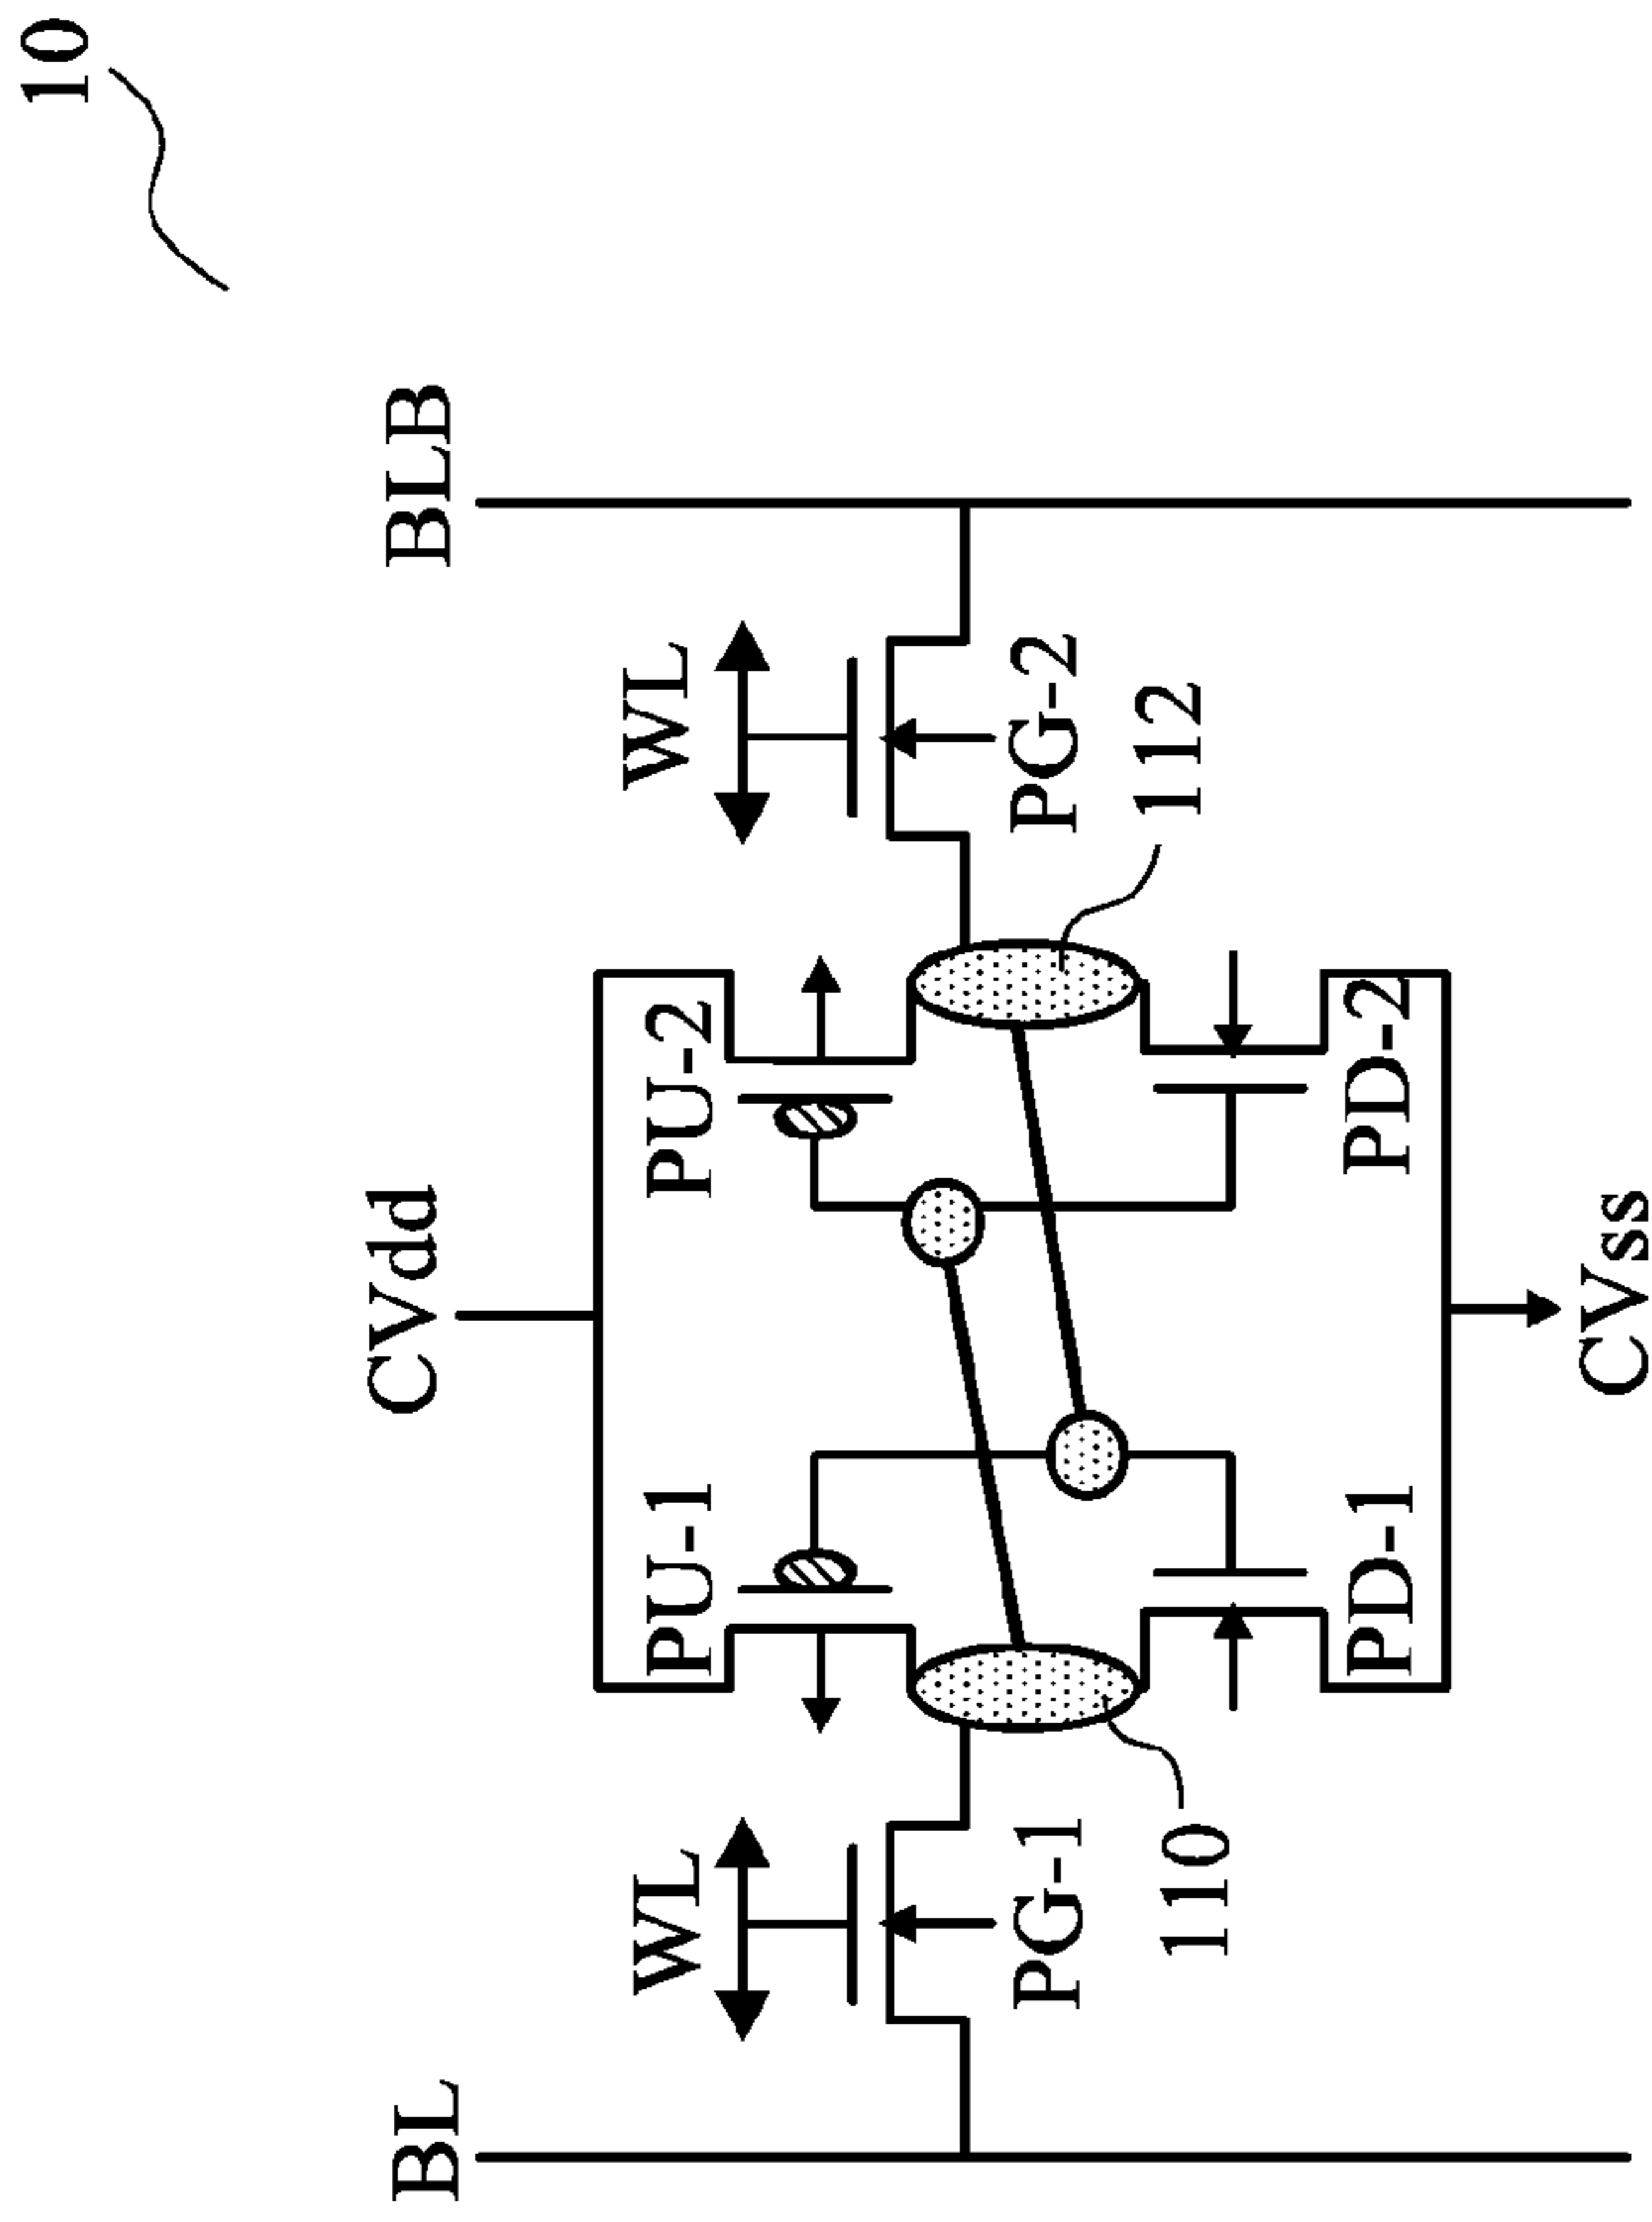 10
CVdd
BL
BLB
WL
WL
PU-1
PU-2
PG-1
PG-2
110
112
PD-1
PD-2
CVss